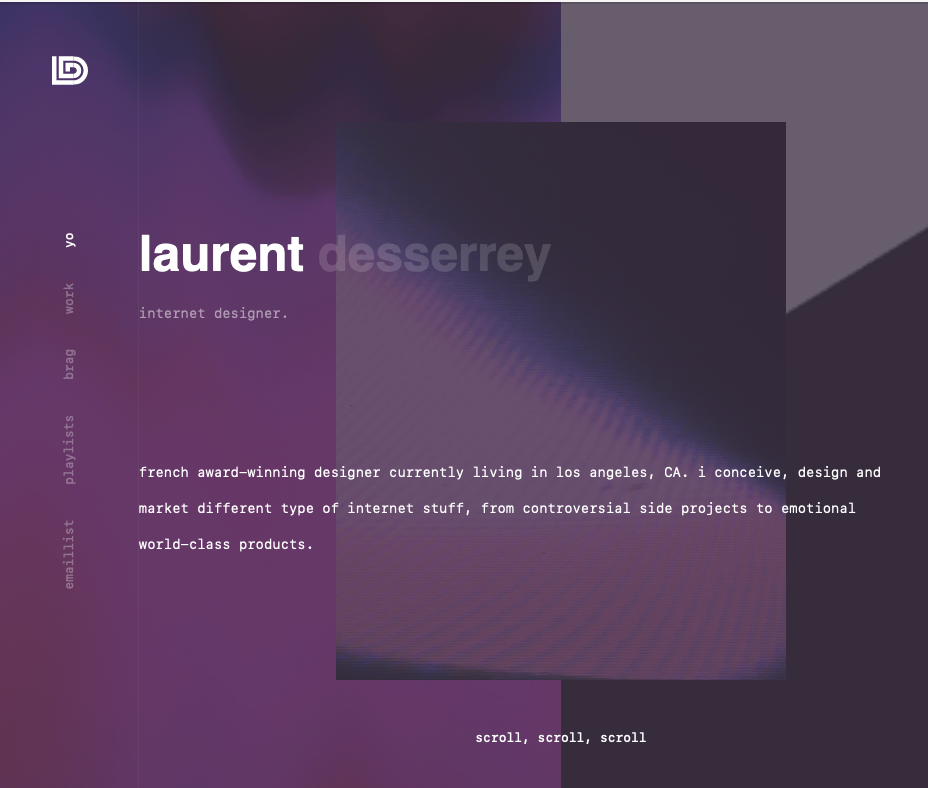 yo
work
brag
playlists
emaillist
laurent desserrey
internet designer.
french award—winning designer currently living in los angeles, CA. i conceive, design and
market different type of internet stuff, from controversial side projects to emotional
world—class products.
scroll, scroll, scroll